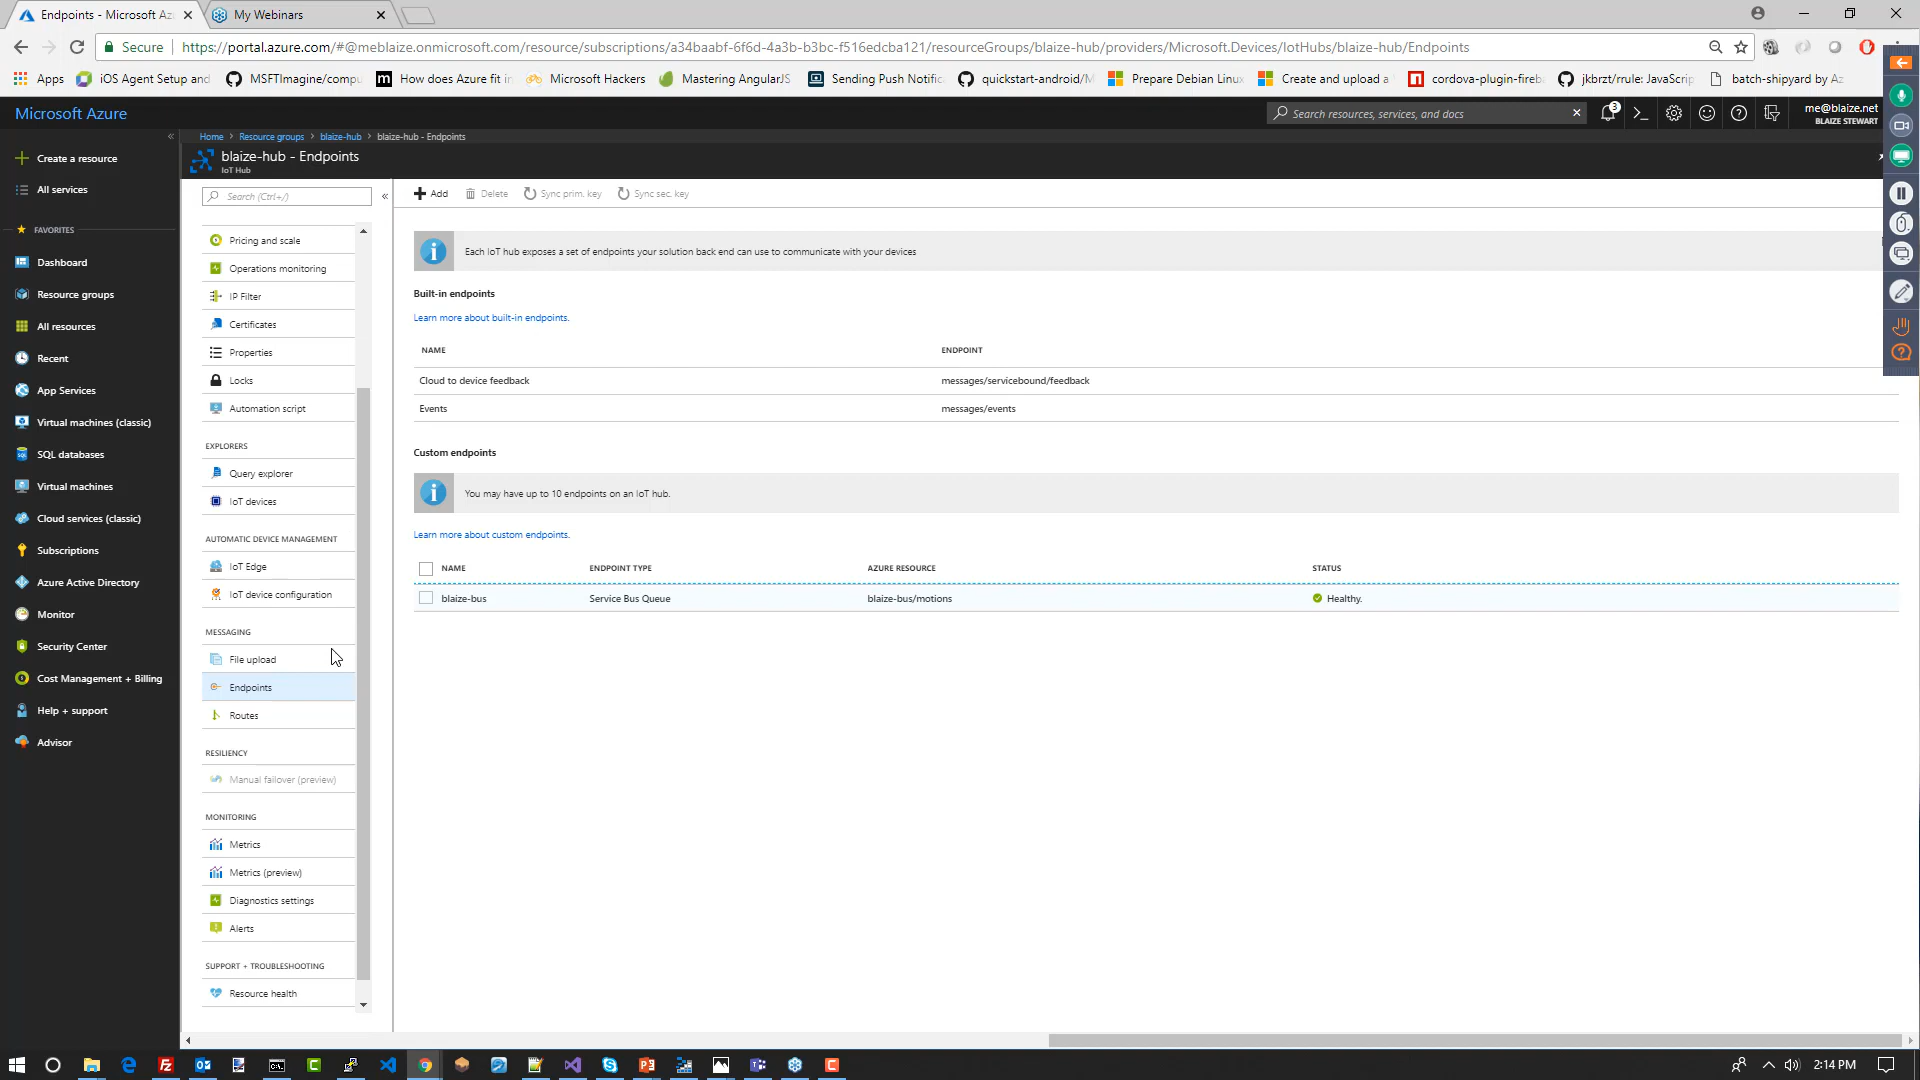 Endpoints - Microsoft Az
My Webinars
Secure
https://portal.azure.com/#@meblaize.onmicrosoft.com/resource/subscriptions/a34baabf-6f6d-4a3b-b3bc-f516edcba121/resourceGroups/blaize-hub/providers/Microsoft.Devices/IotHubs/blaize-hub/Endpoints
Apps
iOS Agent Setup and
MSFTImagine/compu
How does Azure fit in
Microsoft Hackers
Mastering AngularJS
Sending Push Notific
quickstart-android/M
Prepare Debian Linux
Create and upload a
cordova-plugin-fireb
jkbrzt/rrule: JavaScri
batch-shipyard by Az
Microsoft Azure
Search resources, services, and docs
3
me@blaize.net
BLAIZE STEWART
Home > Resource groups > blaize-hub > blaize-hub - Endpoints
blaize-hub - Endpoints
IoT Hub
Create a resource
All services
FAVORITES
Dashboard
Resource groups
All resources
Recent
App Services
Virtual machines (classic)
SQL databases
Virtual machines
Cloud services (classic)
Subscriptions
Azure Active Directory
Monitor
Security Center
Cost Management + Billing
Help + support
Advisor
Search (Ctrl+/)
Pricing and scale
Operations monitoring
IP Filter
Certificates
Properties
Locks
Automation script
EXPLORERS
Query explorer
IoT devices
AUTOMATIC DEVICE MANAGEMENT
IoT Edge
IoT device configuration
MESSAGING
File upload
Endpoints
Routes
RESILIENCY
Manual failover (preview)
MONITORING
Metrics
Metrics (preview)
Diagnostics settings
Alerts
SUPPORT + TROUBLESHOOTING
Resource health
Add
Delete
Sync prim. key
Sync sec. key
Each IoT hub exposes a set of endpoints your solution back end can use to communicate with your devices
Built-in endpoints
Learn more about built-in endpoints.
NAME ENDPOINT
Cloud to device feedback messages/servicebound/feedback
Events messages/events
Custom endpoints
You may have up to 10 endpoints on an IoT hub.
Learn more about custom endpoints.
NAME ENDPOINT TYPE AZURE RESOURCE STATUS
blaize-bus Service Bus Queue blaize-bus/motions Healthy.
2:14 PM